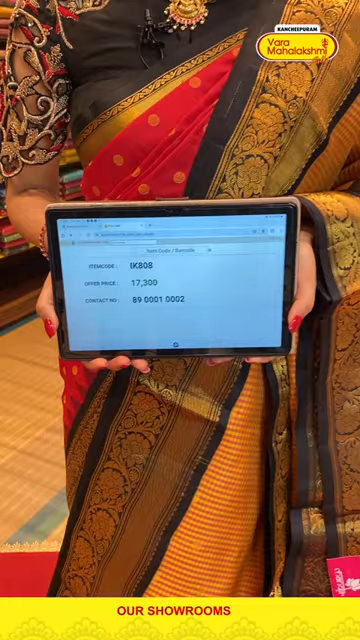 KANCHEEPURAM
Vara
Mahalakshmi
Item Code / Barcode
ITEMCODE : IK808
OFFER PRICE : 17,300
CONTACT NO : 89 0001 0002
OUR SHOWROOMS